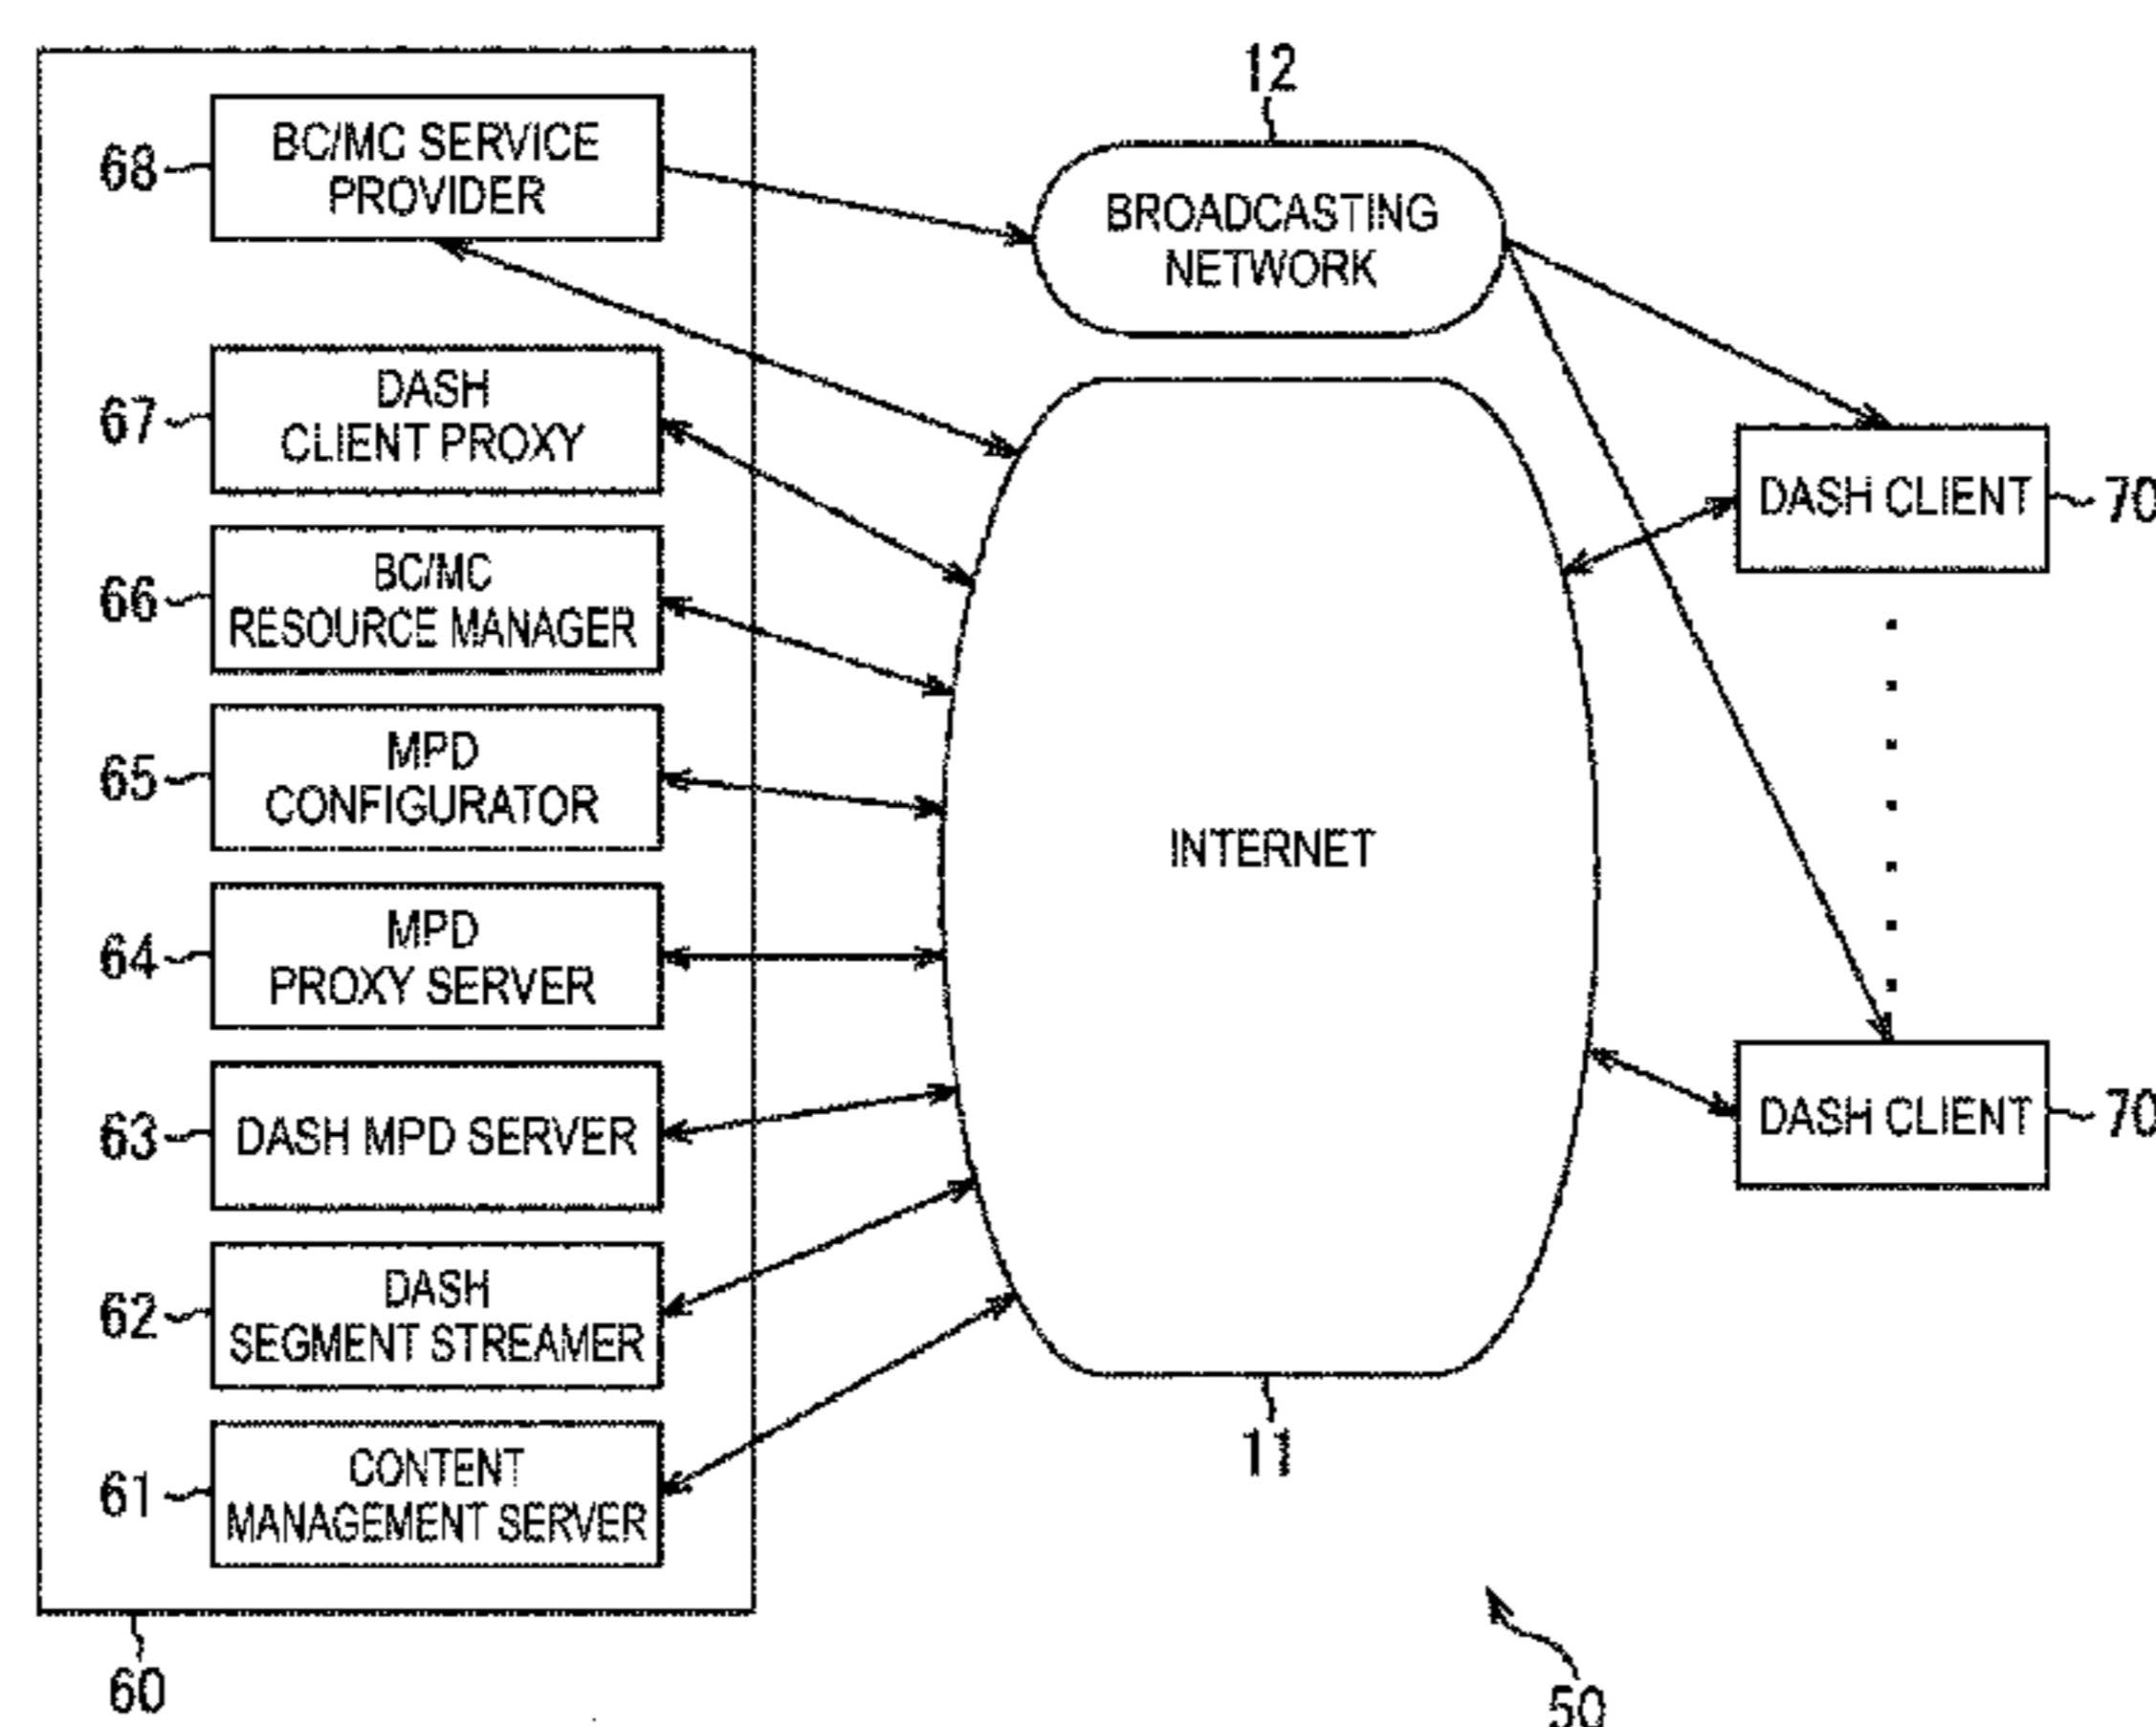 12
68
BC/MC SERVICE
PROVIDER
BROADCASTING
NETWORK
67
DASH
CLIENT PROXY
DASH CLIENT
70
66
BC/MC
RESOURCE MANAGER
65
MPD
CONFIGURATOR
INTERNET
64
MPD
PROXY SERVER
63
DASH MPD SERVER
DASH CLIENT
70
62
DASH
SEGMENT STREAMER
11
61
CONTENT
MANAGEMENT SERVER
60
50